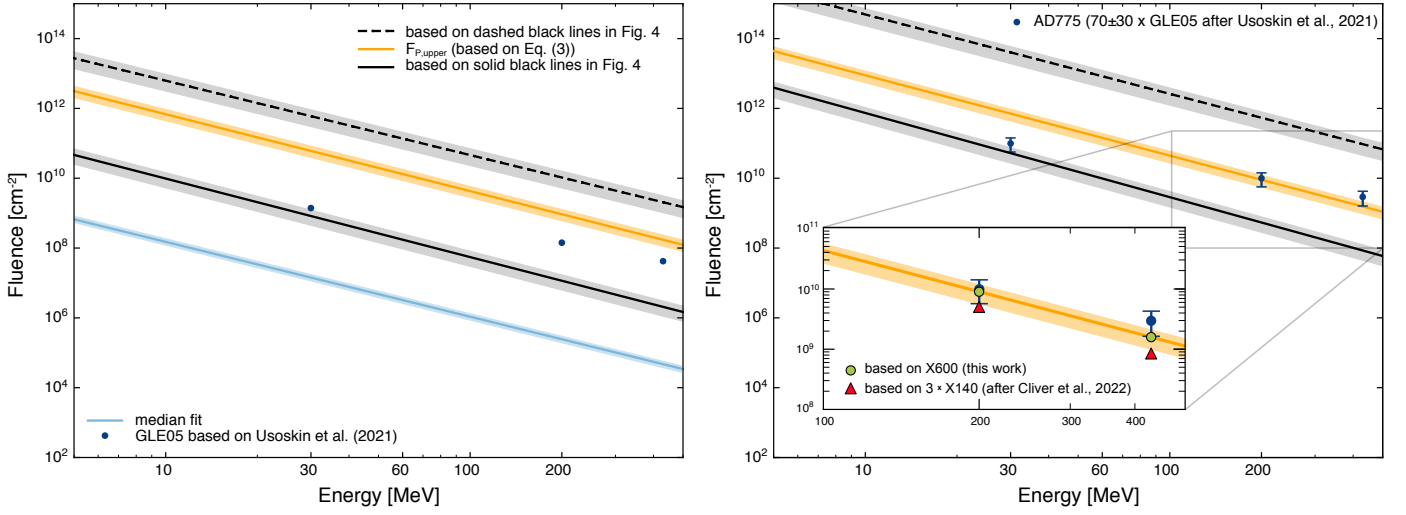 based on dashed black lines in Fig. 4
F_P,upper (based on Eq. (3))
based on solid black lines in Fig. 4
10^14
10^12
10^10
10^8
10^6
10^4
10^2
Fluence [cm^-2]
median fit
GLE05 based on Usoskin et al. (2021)
10 30 60 100 200
Energy [MeV]
AD775 (70±30 x GLE05 after Usoskin et al., 2021)
10^14
10^12
10^10
10^8
10^6
10^4
10^2
Fluence [cm^-2]
10^11
10^10
10^9
10^8
based on X600 (this work)
based on 3 × X140 (after Cliver et al., 2022)
100 200 300 400
10 30 60 100 200
Energy [MeV]